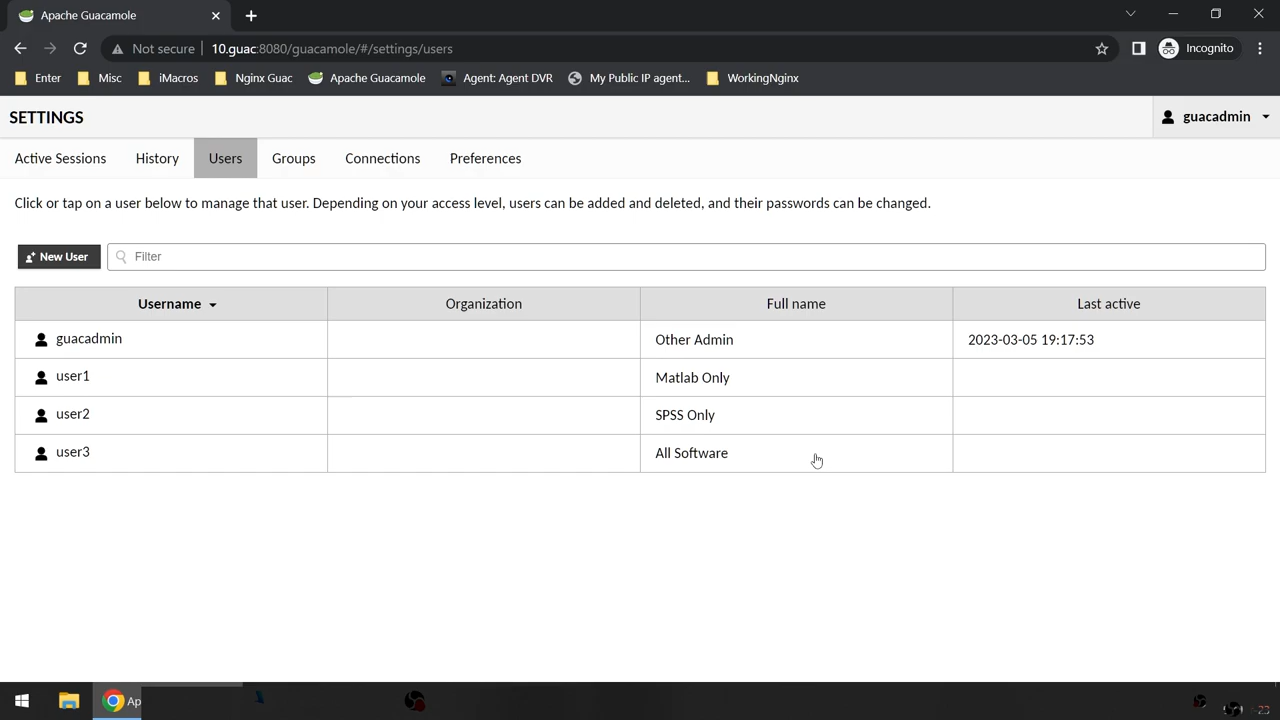 Apache Guacamole
Not secure 10.guac:8080/guacamole/#/settings/users Incognito
Enter Misc iMacros Nginx Guac Apache Guacamole Agent: Agent DVR My Public IP agent... WorkingNginx
SETTINGS guacadmin
Active Sessions History Users Groups Connections Preferences
Click or tap on a user below to manage that user. Depending on your access level, users can be added and deleted, and their passwords can be changed.
New User Filter
Username Organization Full name Last active
guacadmin Other Admin 2023-03-05 19:17:53
user1 Matlab Only
user2 SPSS Only
user3 All Software
Ap